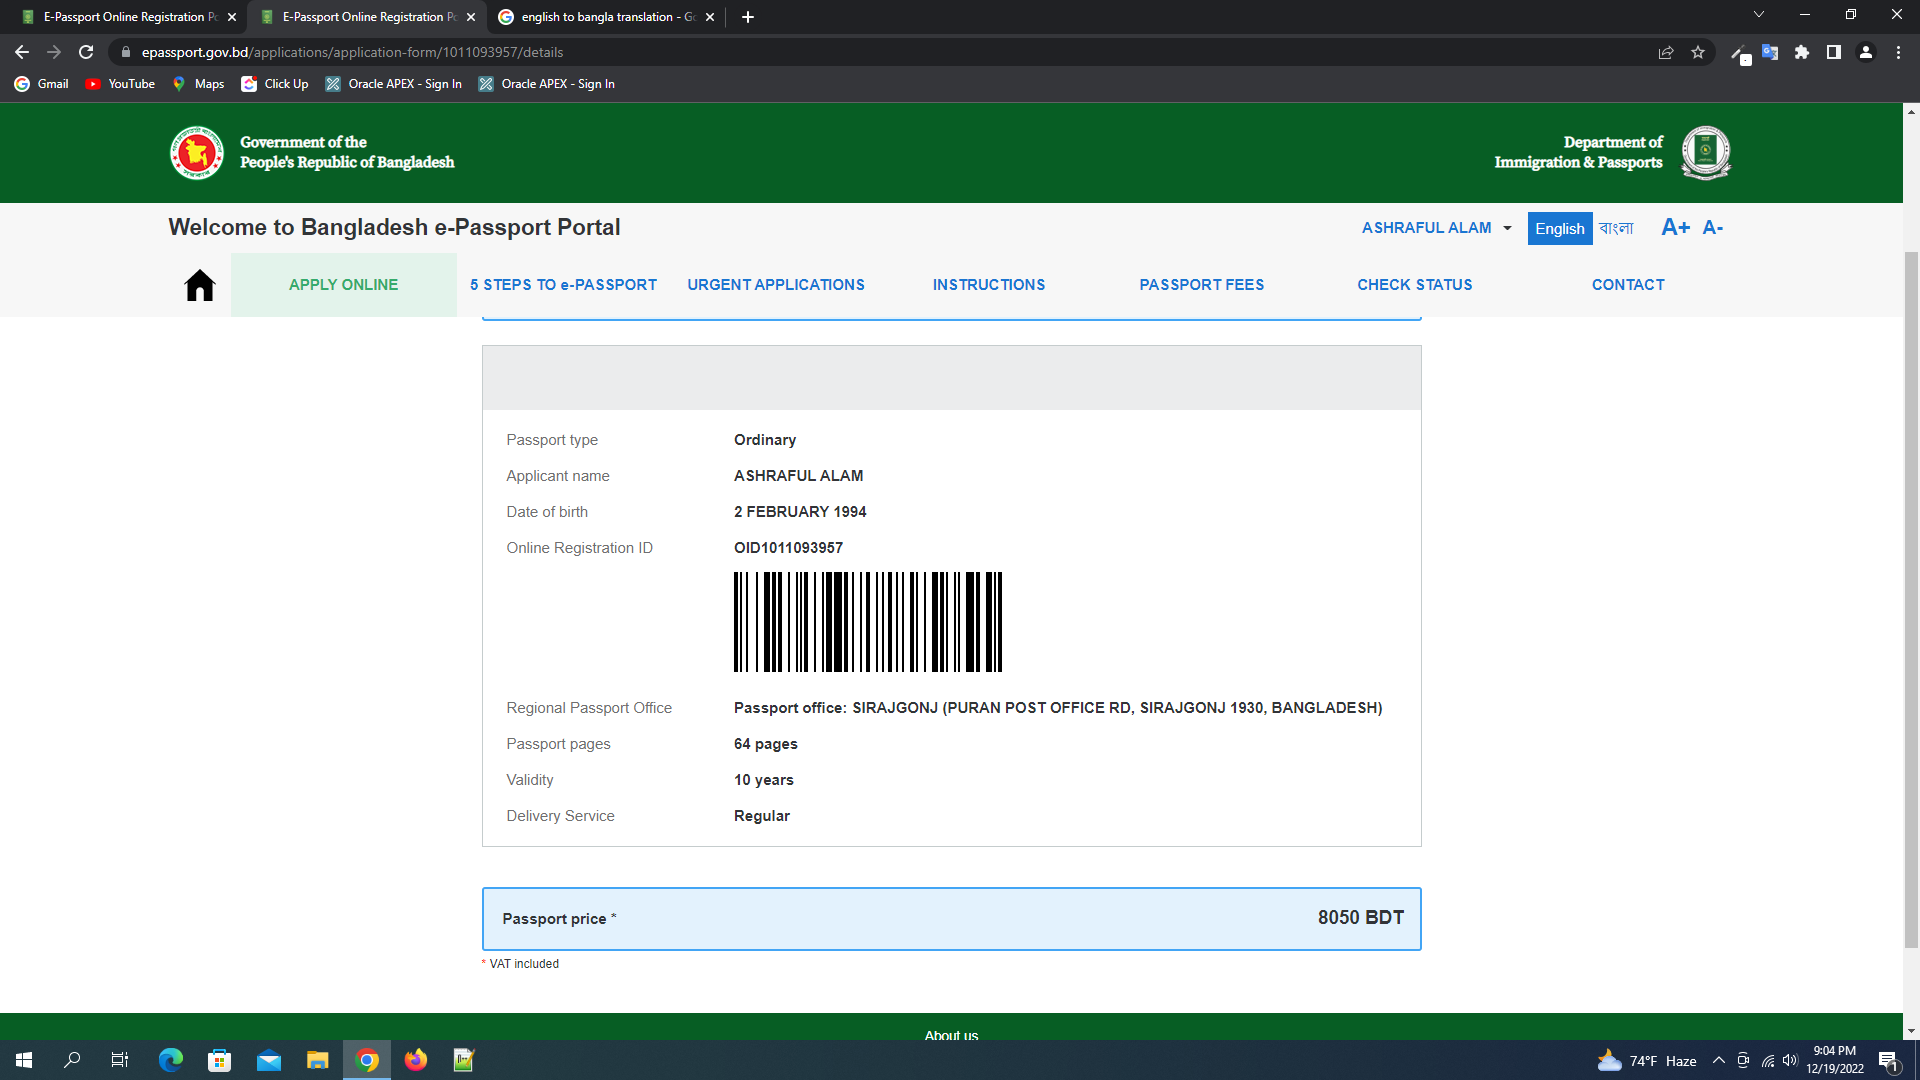 E-Passport Online Registration Po
E-Passport Online Registration Po
english to bangla translation - Go
epassport.gov.bd/applications/application-form/1011093957/details
Gmail
YouTube
Maps
Click Up
Oracle APEX - Sign In
Oracle APEX - Sign In
Government of the
People's Republic of Bangladesh
Department of
Immigration & Passports
Welcome to Bangladesh e-Passport Portal
ASHRAFUL ALAM
English
বাংলা
A+ A-
APPLY ONLINE
5 STEPS TO e-PASSPORT
URGENT APPLICATIONS
INSTRUCTIONS
PASSPORT FEES
CHECK STATUS
CONTACT
Passport type Ordinary
Applicant name ASHRAFUL ALAM
Date of birth 2 FEBRUARY 1994
Online Registration ID OID1011093957
Regional Passport Office Passport office: SIRAJGONJ (PURAN POST OFFICE RD, SIRAJGONJ 1930, BANGLADESH)
Passport pages 64 pages
Validity 10 years
Delivery Service Regular
Passport price * 8050 BDT
* VAT included
About us
74°F Haze
9:04 PM
12/19/2022
1